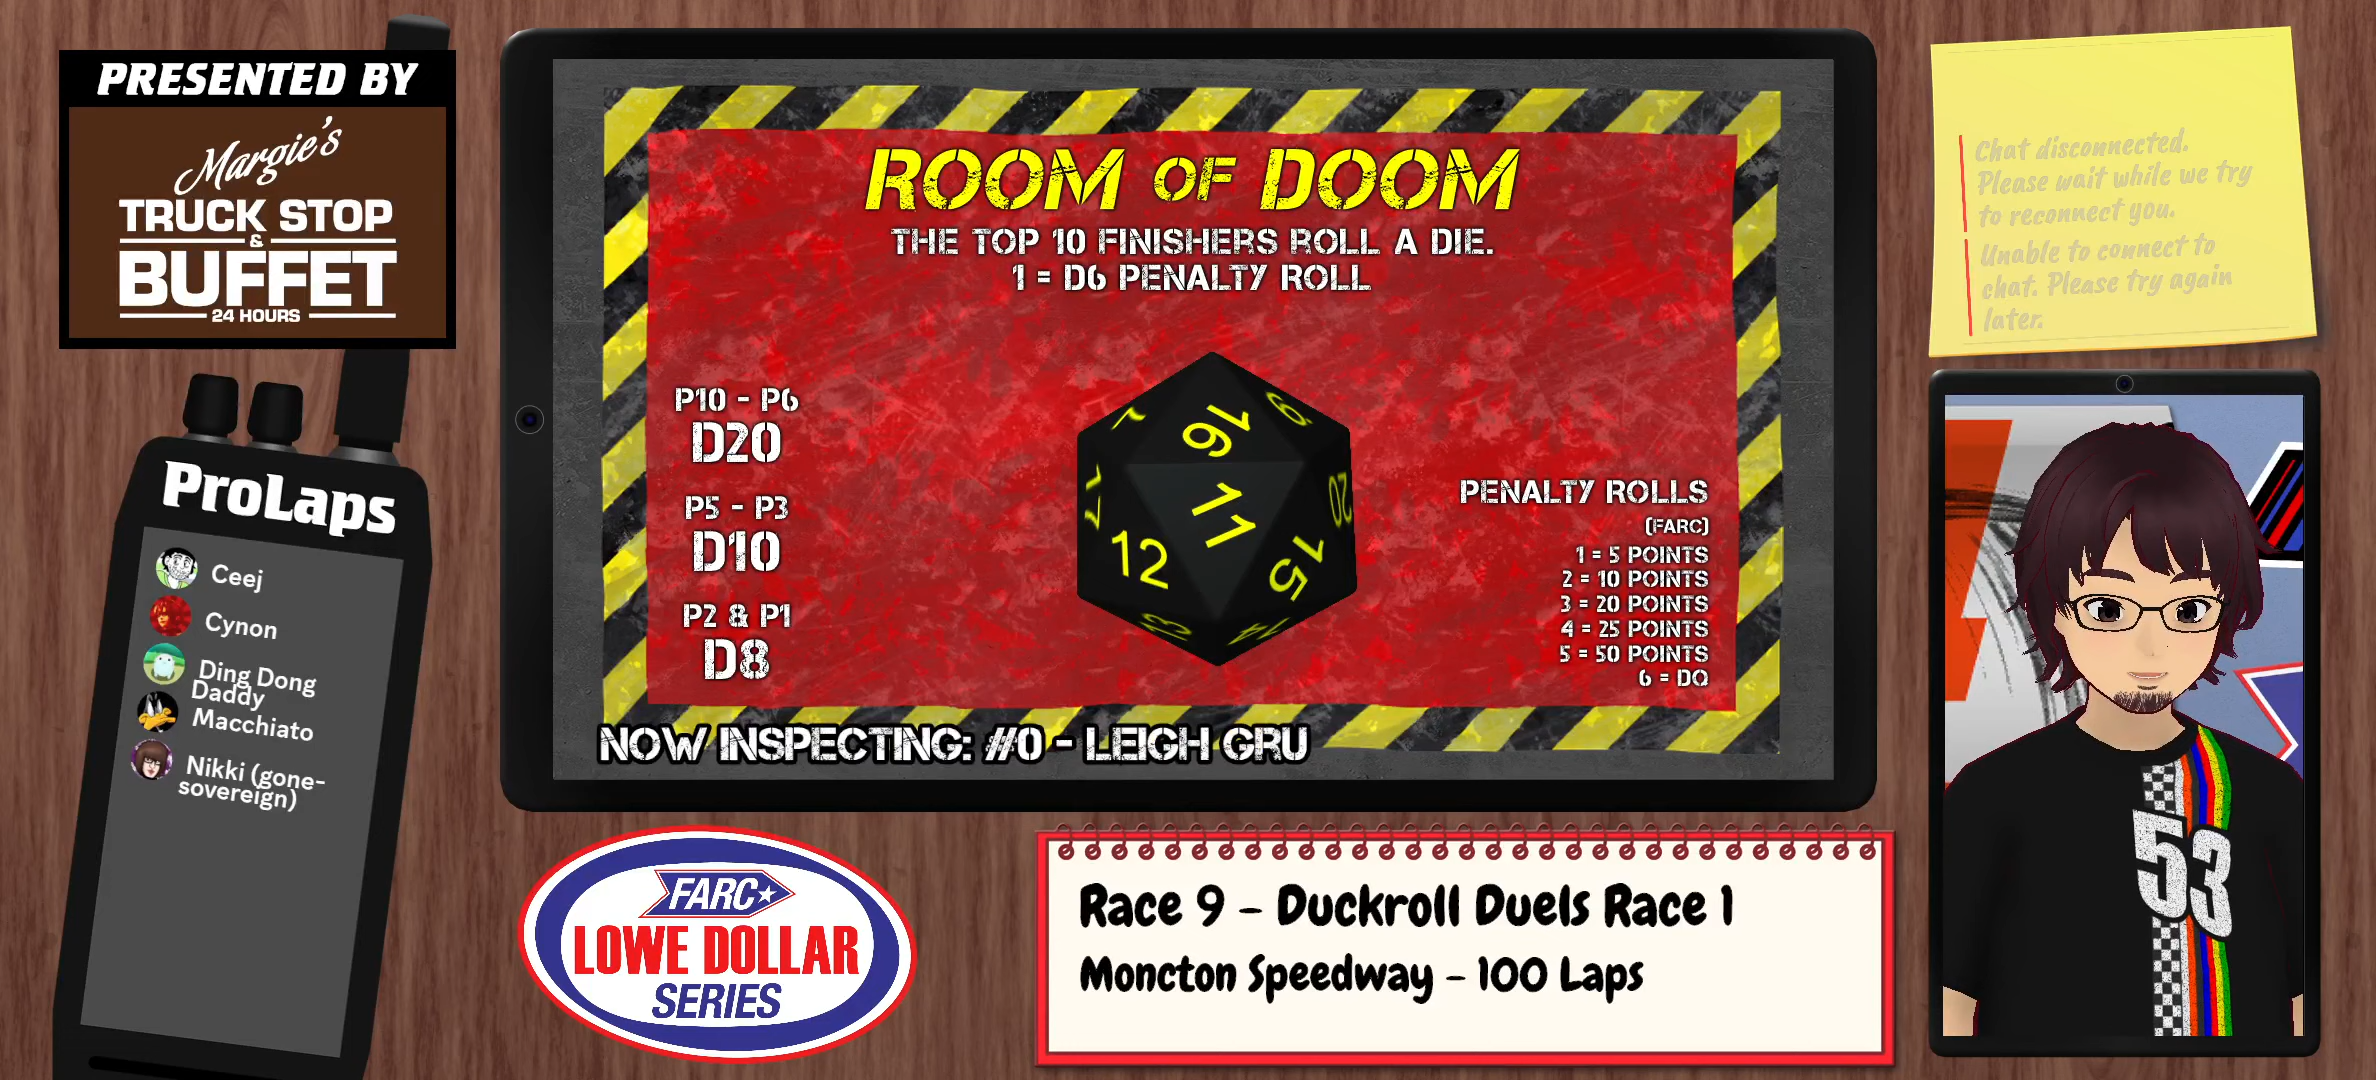 PRESENTED BY
Margie's
TRUCK STOP
&
BUFFET
24 HOURS
ProLaps
Ceej
Cynon
Ding Dong
Daddy
Macchiato
Nikki (gone-
sovereign)
ROOM OF DOOM
THE TOP 10 FINISHERS ROLL A DIE.
1 = D6 PENALTY ROLL
P10 - P6
D20
P5 - P3
D10
P2 & P1
D8
16
11
12
15
20
13
14
PENALTY ROLLS
(FARC)
1 = 5 POINTS
2 = 10 POINTS
3 = 20 POINTS
4 = 25 POINTS
5 = 50 POINTS
6 = DQ
NOW INSPECTING: #0 - LEIGH GRU
FARC
LOWE DOLLAR
SERIES
Race 9 - Duckroll Duels Race 1
Moncton Speedway - 100 Laps
Chat disconnected.
Please wait while we try
to reconnect you.
Unable to connect to
chat. Please try again
later.
53